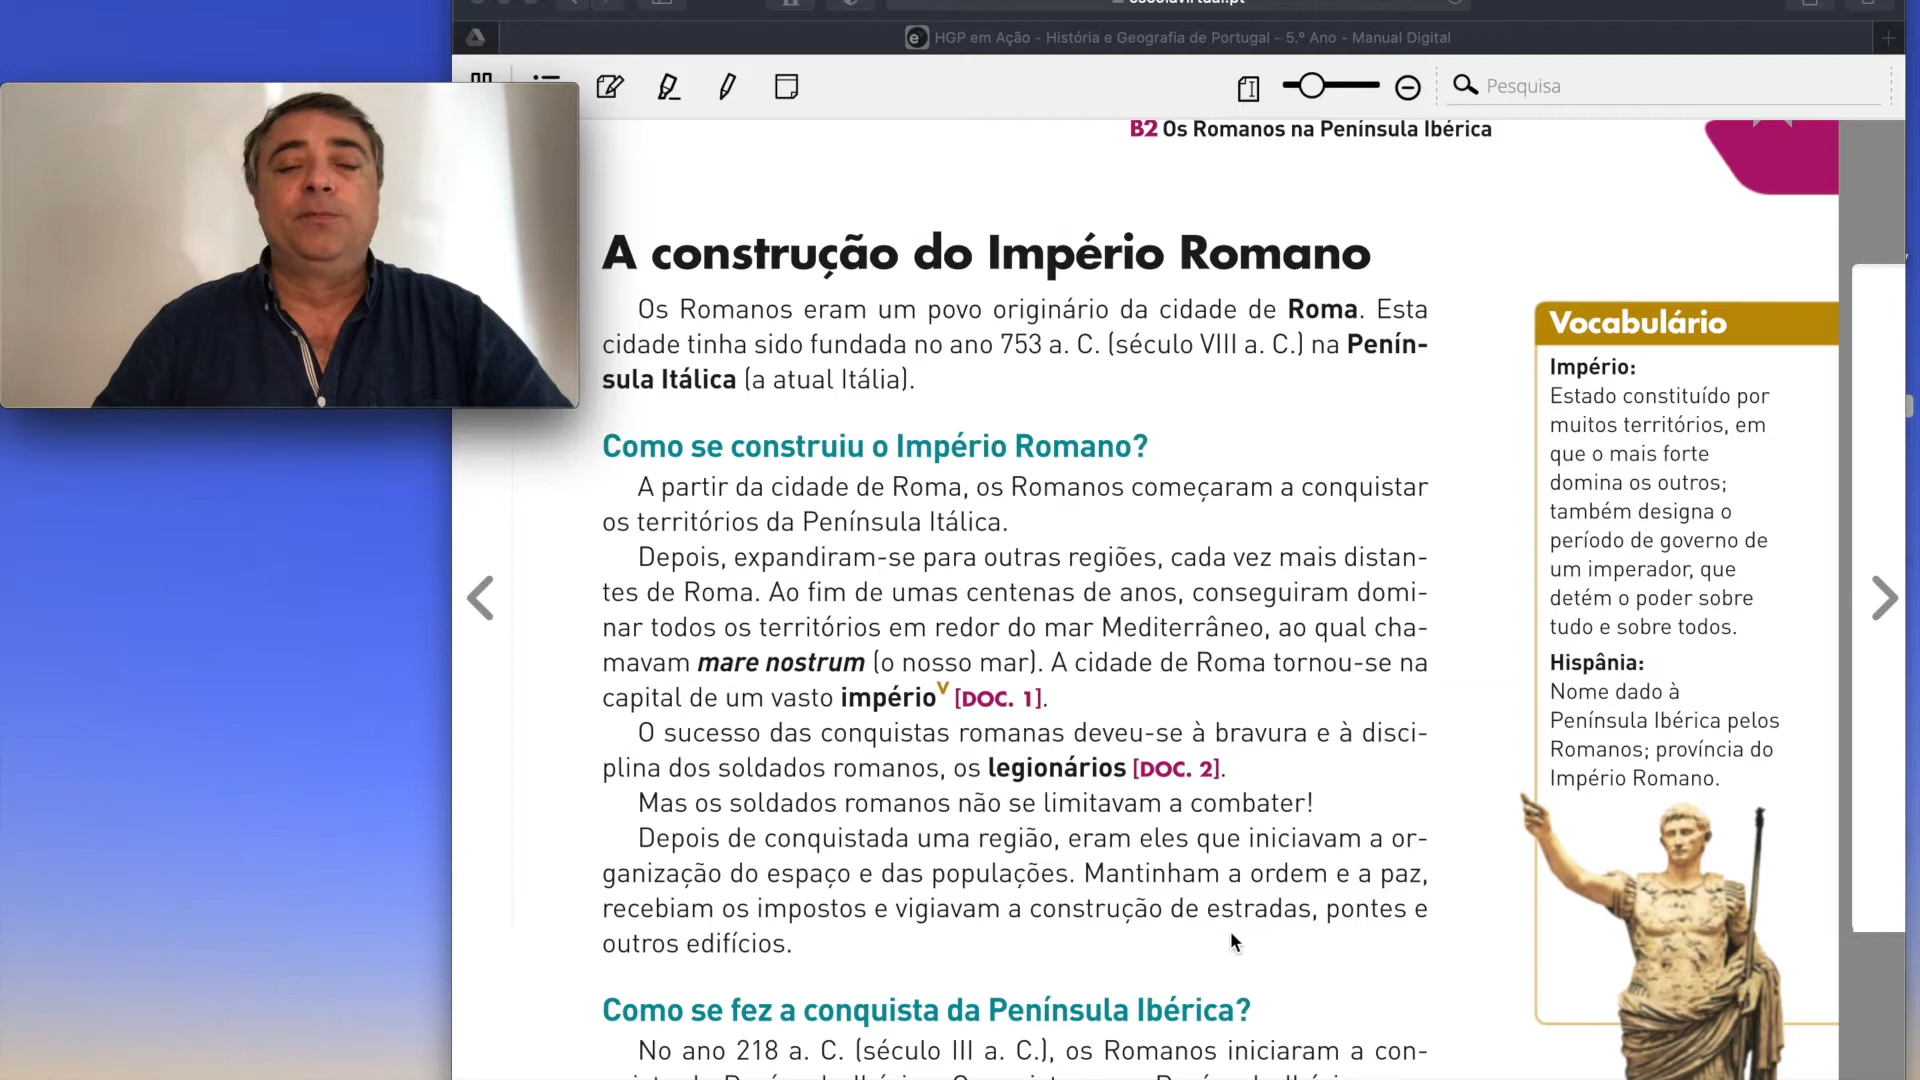 HGP em Ação - História e Geografia de Portugal - 5.º Ano - Manual Digital
Pesquisa
B2 Os Romanos na Península Ibérica
A construção do Império Romano
Os Romanos eram um povo originário da cidade de Roma. Esta
cidade tinha sido fundada no ano 753 a. C. (século VIII a. C.) na Penín-
sula Itálica (a atual Itália).
Como se construiu o Império Romano?
A partir da cidade de Roma, os Romanos começaram a conquistar
os territórios da Península Itálica.
Depois, expandiram-se para outras regiões, cada vez mais distan-
tes de Roma. Ao fim de umas centenas de anos, conseguiram domi-
nar todos os territórios em redor do mar Mediterrâneo, ao qual cha-
mavam mare nostrum (o nosso mar). A cidade de Roma tornou-se na
capital de um vasto império V [DOC. 1].
O sucesso das conquistas romanas deveu-se à bravura e à disci-
plina dos soldados romanos, os legionários [DOC. 2].
Mas os soldados romanos não se limitavam a combater!
Depois de conquistada uma região, eram eles que iniciavam a or-
ganização do espaço e das populações. Mantinham a ordem e a paz,
recebiam os impostos e vigiavam a construção de estradas, pontes e
outros edifícios.
Como se fez a conquista da Península Ibérica?
No ano 218 a. C. (século III a. C.), os Romanos iniciaram a con-
Vocabulário
Império:
Estado constituído por
muitos territórios, em
que o mais forte
domina os outros;
também designa o
período de governo de
um imperador, que
detém o poder sobre
tudo e sobre todos.
Hispânia:
Nome dado à
Península Ibérica pelos
Romanos; província do
Império Romano.